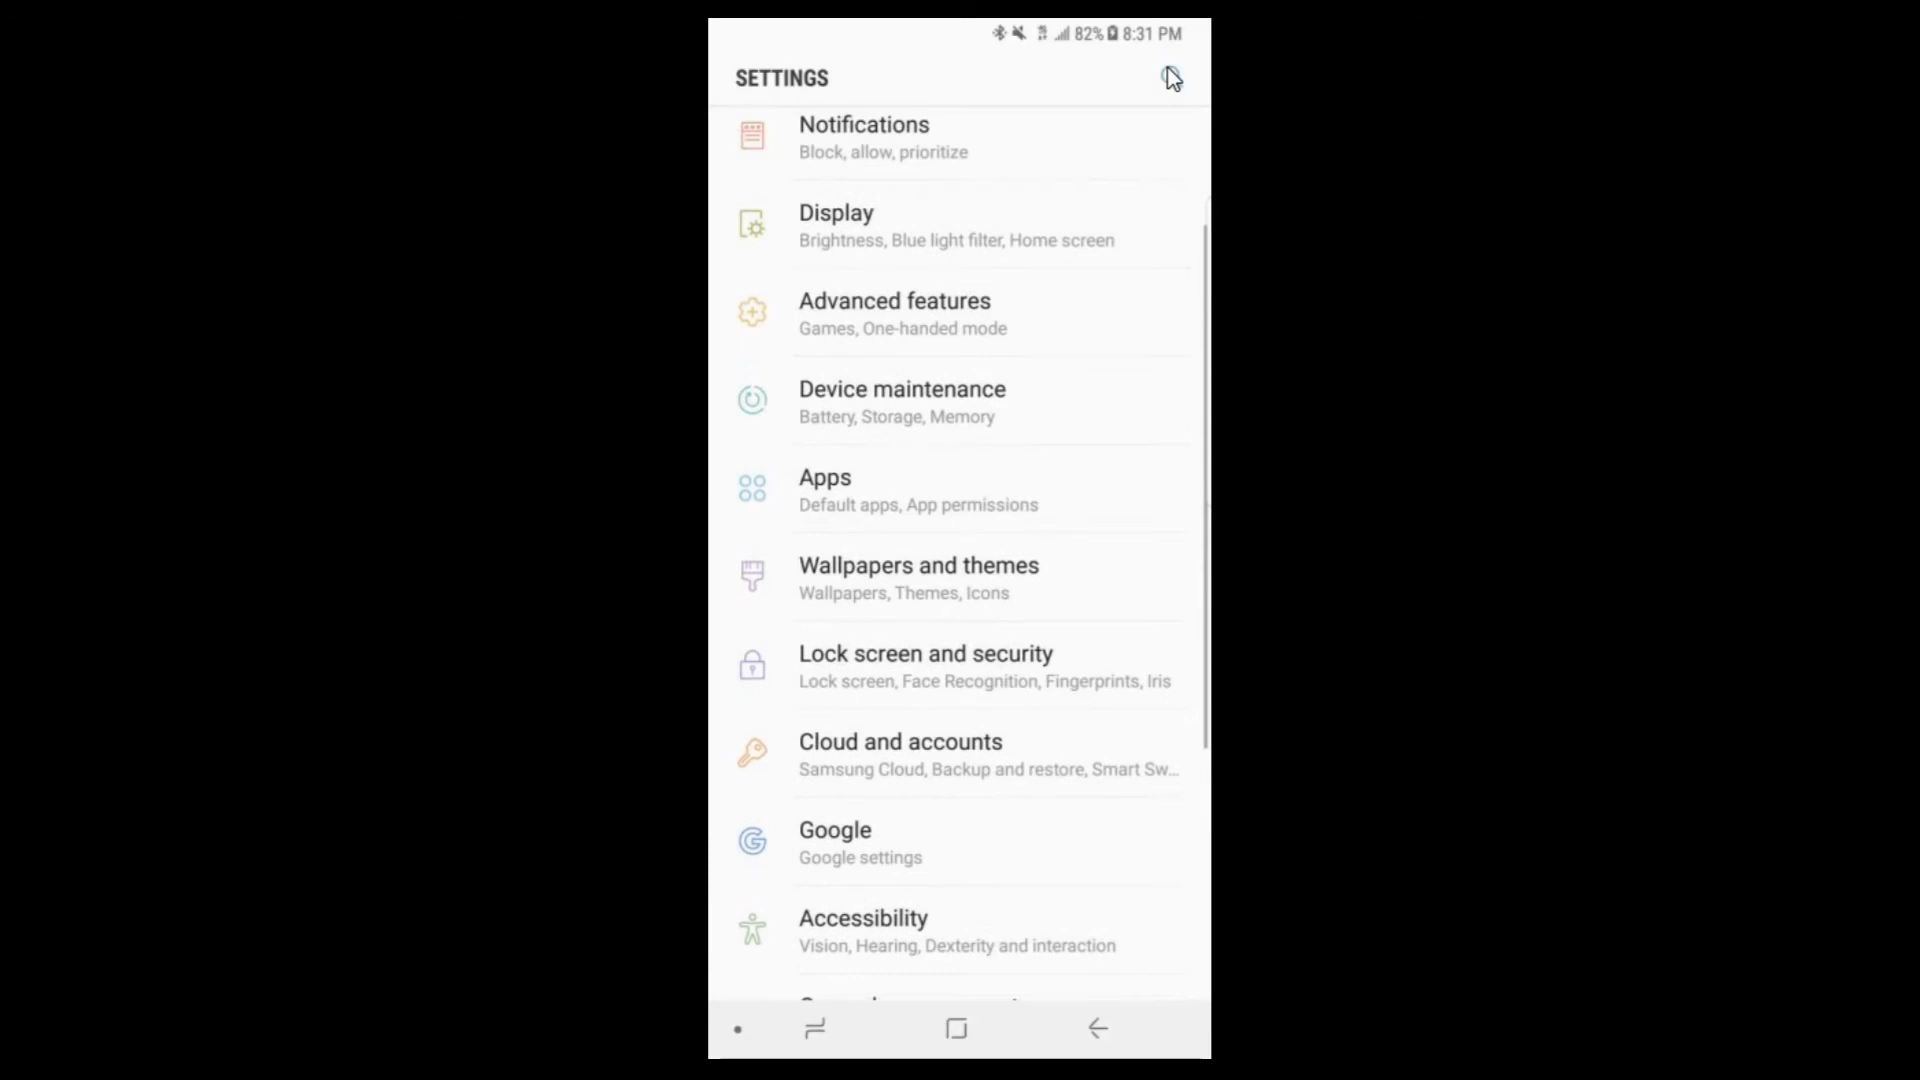 82% 8:31 PM
SETTINGS
Notifications
Block, allow, prioritize
Display
Brightness, Blue light filter, Home screen
Advanced features
Games, One-handed mode
Device maintenance
Battery, Storage, Memory
Apps
Default apps, App permissions
Wallpapers and themes
Wallpapers, Themes, Icons
Lock screen and security
Lock screen, Face Recognition, Fingerprints, Iris
Cloud and accounts
Samsung Cloud, Backup and restore, Smart Sw...
Google
Google settings
Accessibility
Vision, Hearing, Dexterity and interaction